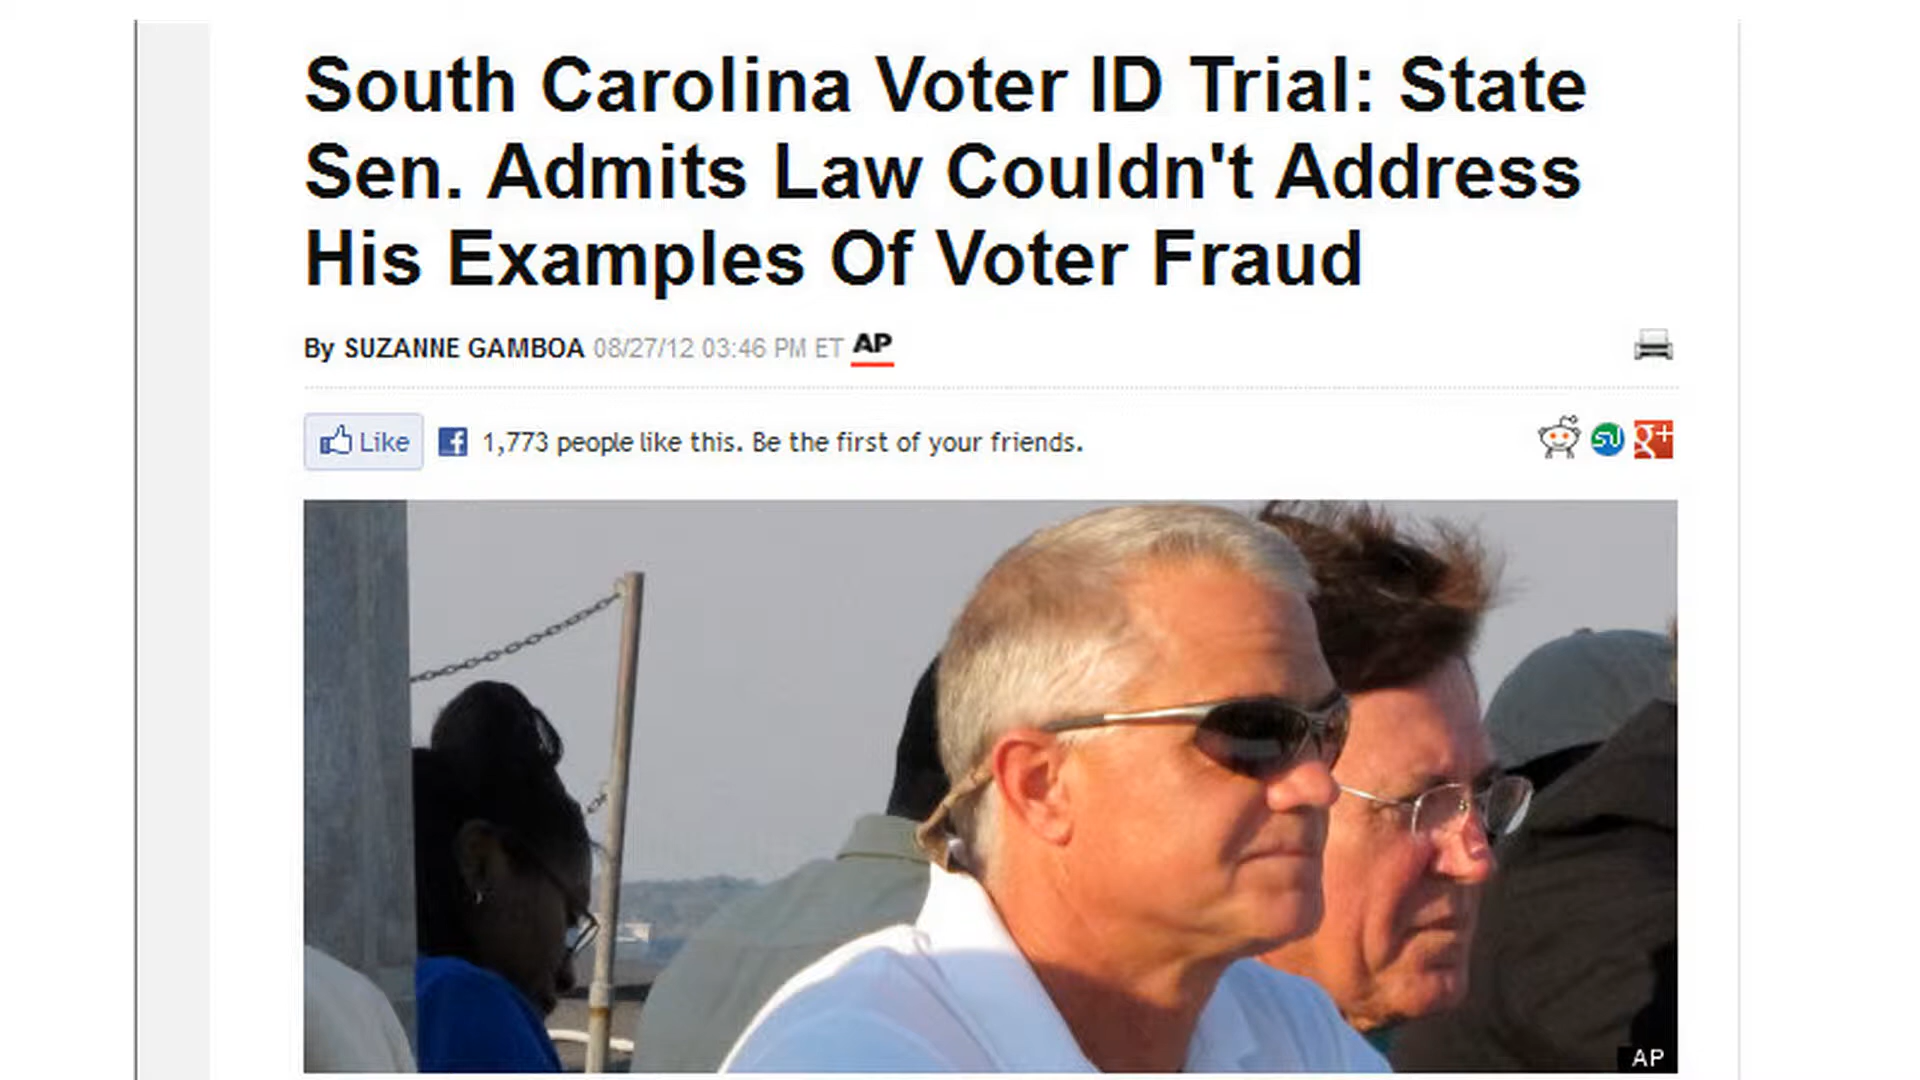 South Carolina Voter ID Trial: State
Sen. Admits Law Couldn't Address
His Examples Of Voter Fraud
By SUZANNE GAMBOA 08/27/12 03:46 PM ET AP
Like f 1,773 people like this. Be the first of your friends.
g+
AP